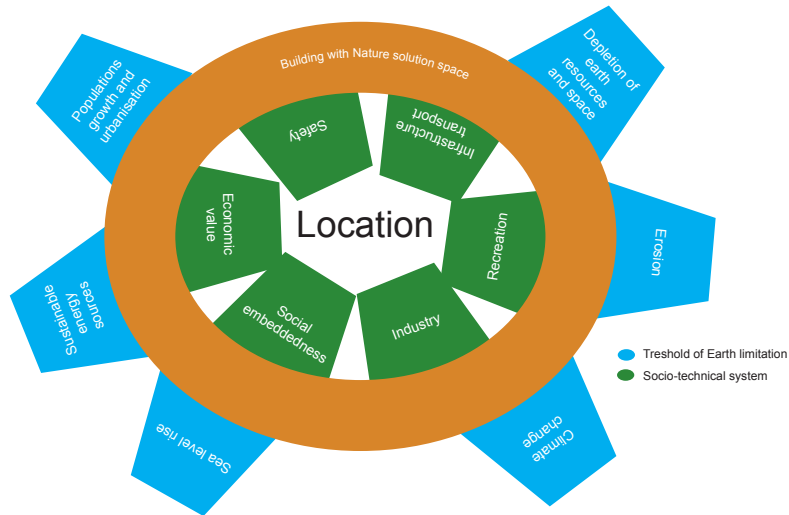 Building with Nature solution space
Populations
growth and
urbanisation
Depletion of
earth
resources
and space
Safety
Infrastructure
transport
Economic
value
Location
Recreation
Erosion
Sustainable
energy
sources
Social
embeddedness
Industry
Treshold of Earth limitation
Socio-technical system
Sea level rise
Climate
change